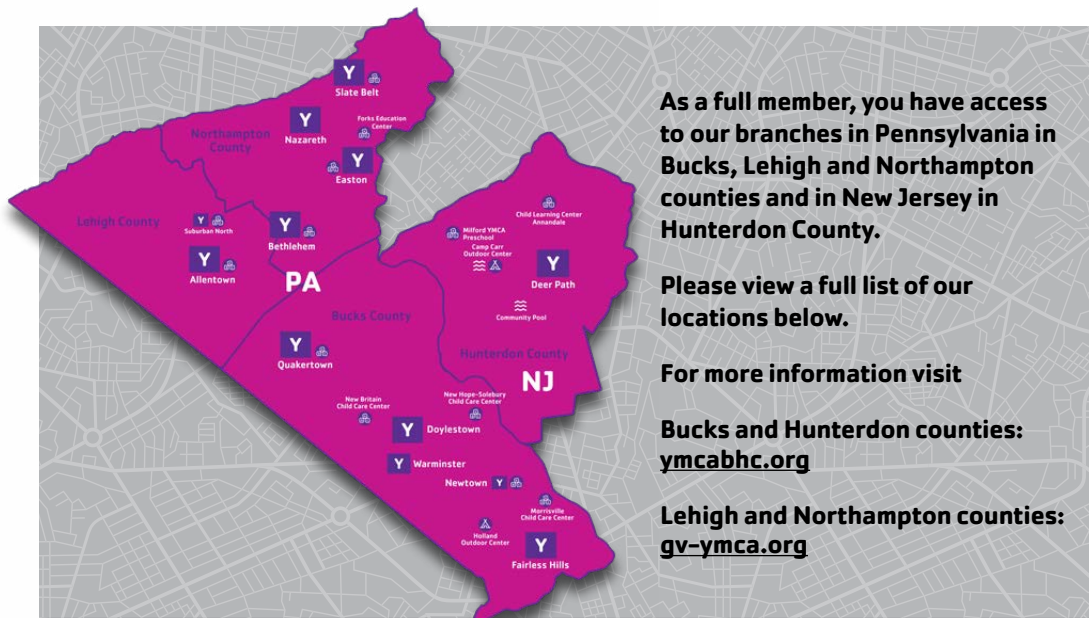 Y
Slate Belt
Northampton
County
Y
Nazareth
Forks Education
Center
Y
Easton
Lehigh County
Y
Suburban North
Y
Bethlehem
Y
Allentown
PA
Child Learning Center
Annandale
Milford YMCA
Preschool
Camp Carr
Outdoor Center
Y
Deer Path
Community Pool
Bucks County
Y
Quakertown
Hunterdon County
NJ
New Britain
Child Care Center
New Hope-Solebury
Child Care Center
Y
Doylestown
Y
Warminster
Newtown
Y
Morrisville
Child Care Center
Holland
Outdoor Center
Y
Fairless Hills
As a full member, you have access
to our branches in Pennsylvania in
Bucks, Lehigh and Northampton
counties and in New Jersey in
Hunterdon County.
Please view a full list of our
locations below.
For more information visit
Bucks and Hunterdon counties:
ymcabhc.org
Lehigh and Northampton counties:
gv-ymca.org